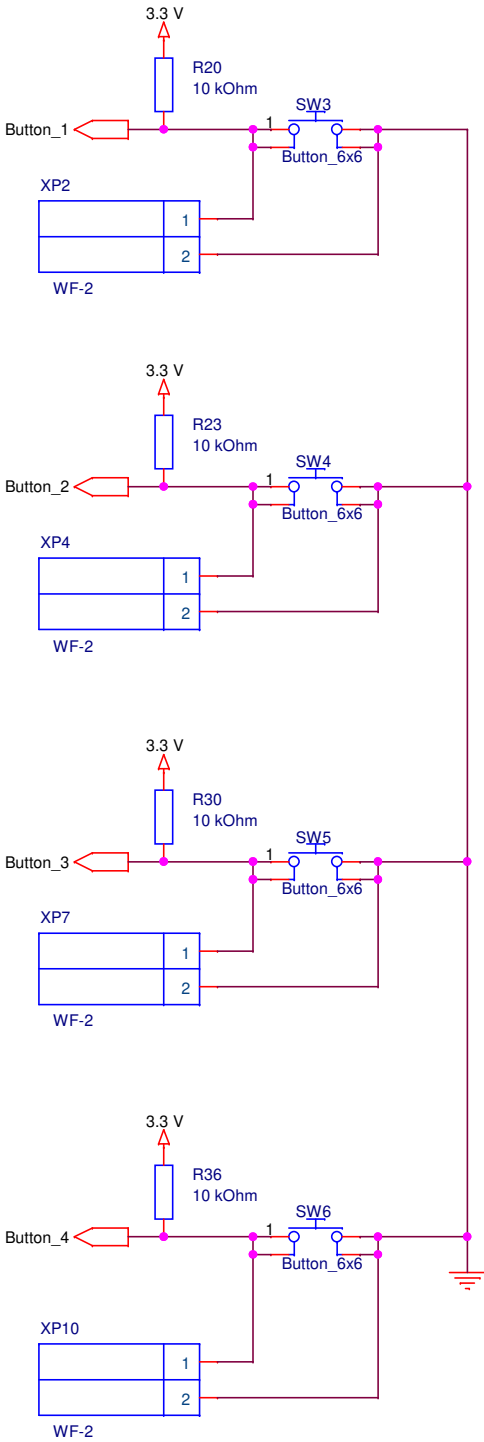 3.3 V
R20
10 kOhm
SW3
Button_1
1
Button_6x6
XP2
1
2
WF-2
3.3 V
R23
10 kOhm
SW4
Button_2
1
Button_6x6
XP4
1
2
WF-2
3.3 V
R30
10 kOhm
SW5
Button_3
1
Button_6x6
XP7
1
2
WF-2
3.3 V
R36
10 kOhm
SW6
Button_4
1
Button_6x6
XP10
1
2
WF-2